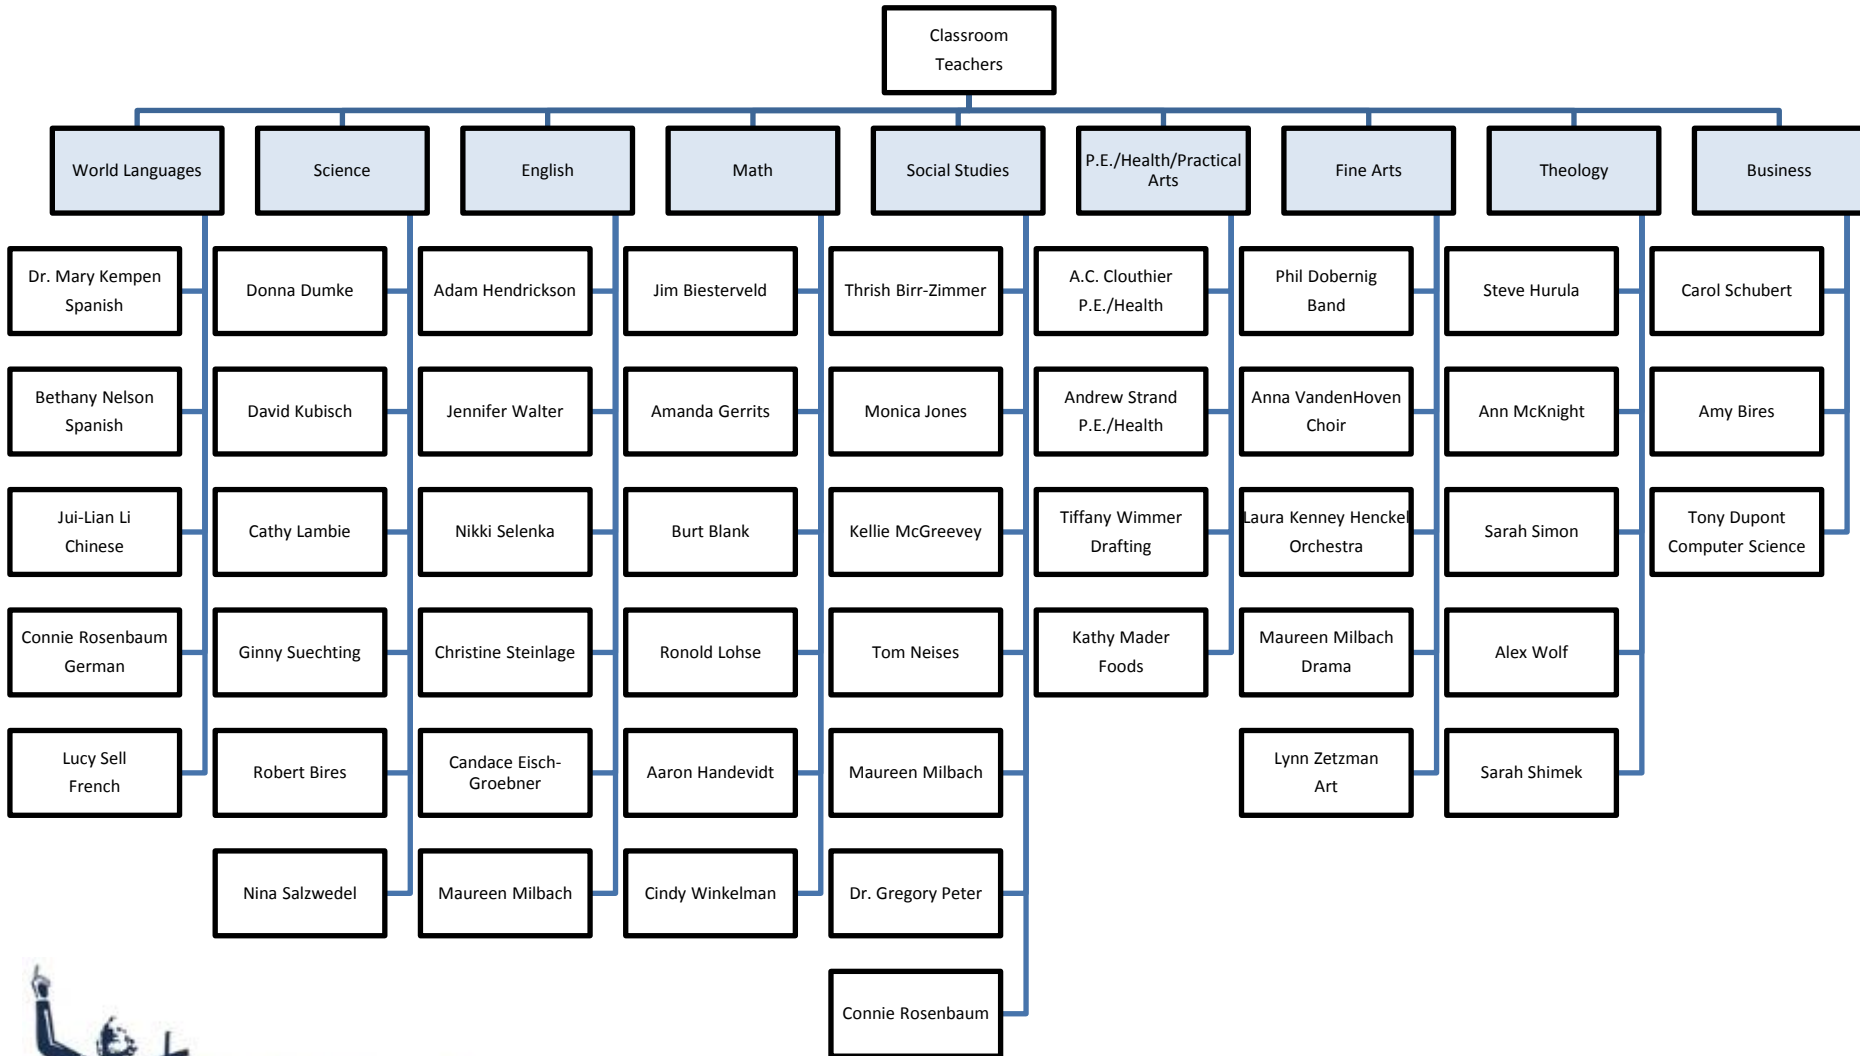 Classroom
Teachers
World Languages
Science
English
Math
Social Studies
P.E./Health/Practical
Arts
Fine Arts
Theology
Business
Dr. Mary Kempen
Spanish
Donna Dumke
Adam Hendrickson
Jim Biesterveld
Thrish Birr-Zimmer
A.C. Clouthier
P.E./Health
Phil Dobernig
Band
Steve Hurula
Carol Schubert
Bethany Nelson
Spanish
David Kubisch
Jennifer Walter
Amanda Gerrits
Monica Jones
Andrew Strand
P.E./Health
Anna VandenHoven
Choir
Ann McKnight
Amy Bires
Jui-Lian Li
Chinese
Cathy Lambie
Nikki Selenka
Burt Blank
Kellie McGreevey
Tiffany Wimmer
Drafting
Laura Kenney Henckel
Orchestra
Sarah Simon
Tony Dupont
Computer Science
Connie Rosenbaum
German
Ginny Suechting
Christine Steinlage
Ronold Lohse
Tom Neises
Kathy Mader
Foods
Maureen Milbach
Drama
Alex Wolf
Lucy Sell
French
Robert Bires
Candace Eisch-
Groebner
Aaron Handevidt
Maureen Milbach
Lynn Zetzman
Art
Sarah Shimek
Nina Salzwedel
Maureen Milbach
Cindy Winkelman
Dr. Gregory Peter
Connie Rosenbaum